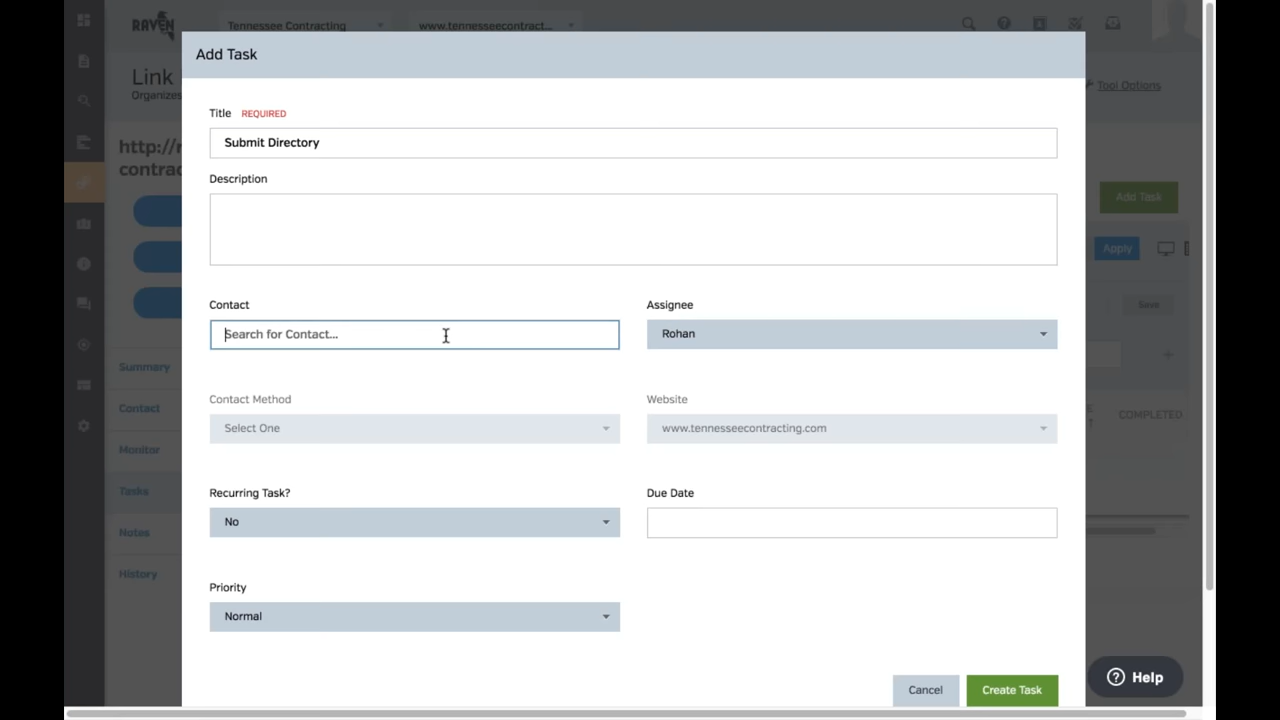 RAVEN
Tennessee Contracting
www.tennesseecontract...
Add Task
Link
Organizes
Tool Options
Title REQUIRED
Submit Directory
http://r
contrac
Description
Add Task
Apply
Contact
Assignee
Save
Search for Contact...
Rohan
Summary
Contact Method
Website
Contact
COMPLETED
Select One
www.tennesseecontracting.com
Monitor
Tasks
Recurring Task?
Due Date
No
Notes
History
Priority
Normal
Help
Cancel
Create Task